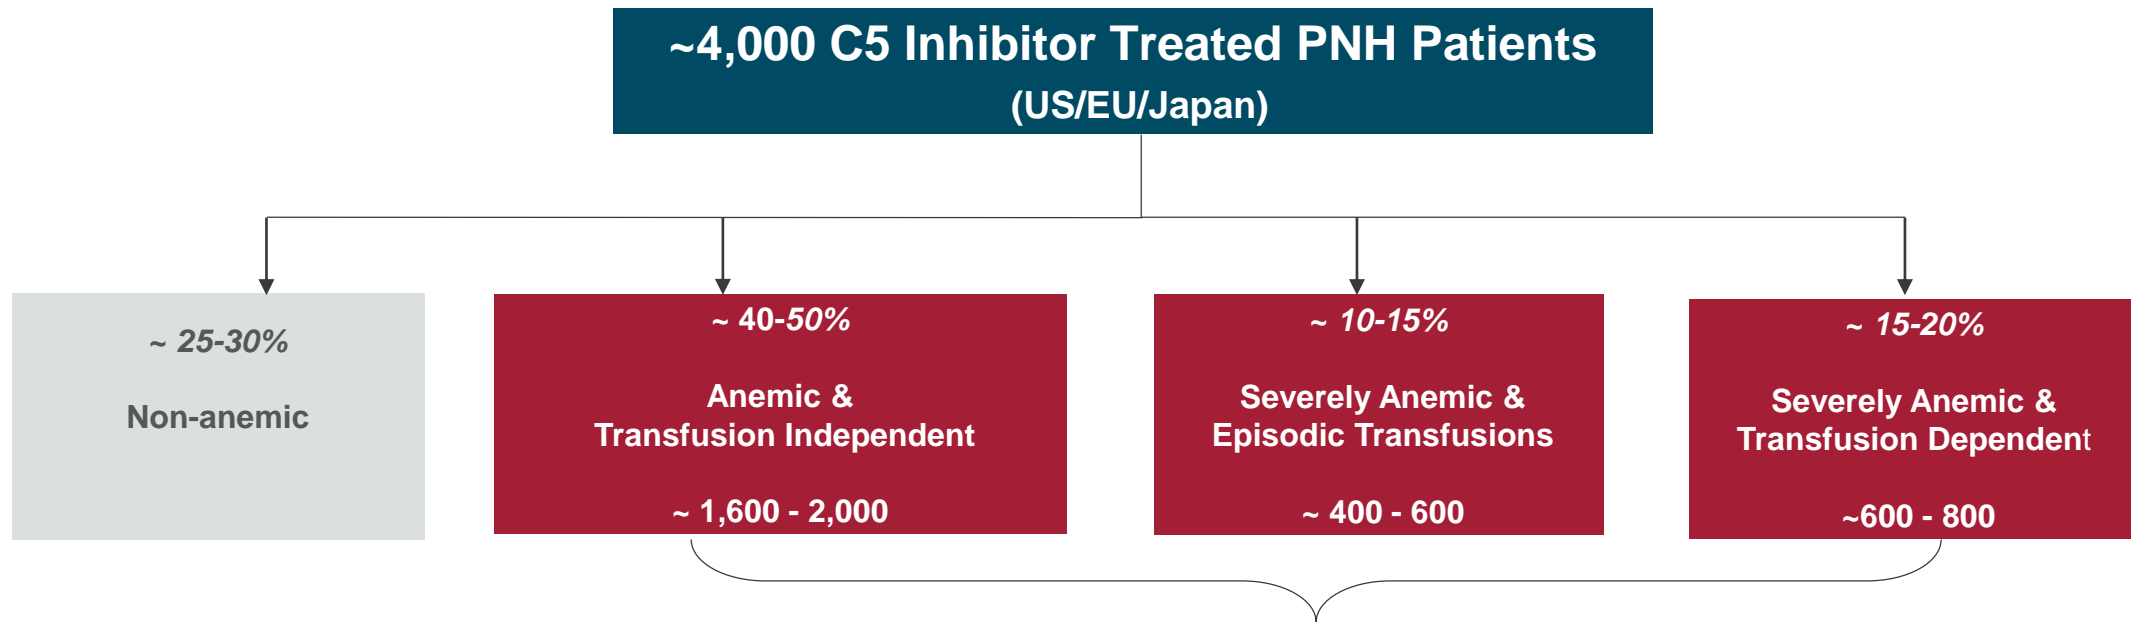 ~4,000 C5 Inhibitor Treated PNH Patients
(US/EU/Japan)
~ 25-30%
Non-anemic
~ 40-50%
Anemic &
Transfusion Independent
~ 1,600 - 2,000
~ 10-15%
Severely Anemic &
Episodic Transfusions
~ 400 - 600
~ 15-20%
Severely Anemic &
Transfusion Dependent
~600 - 800